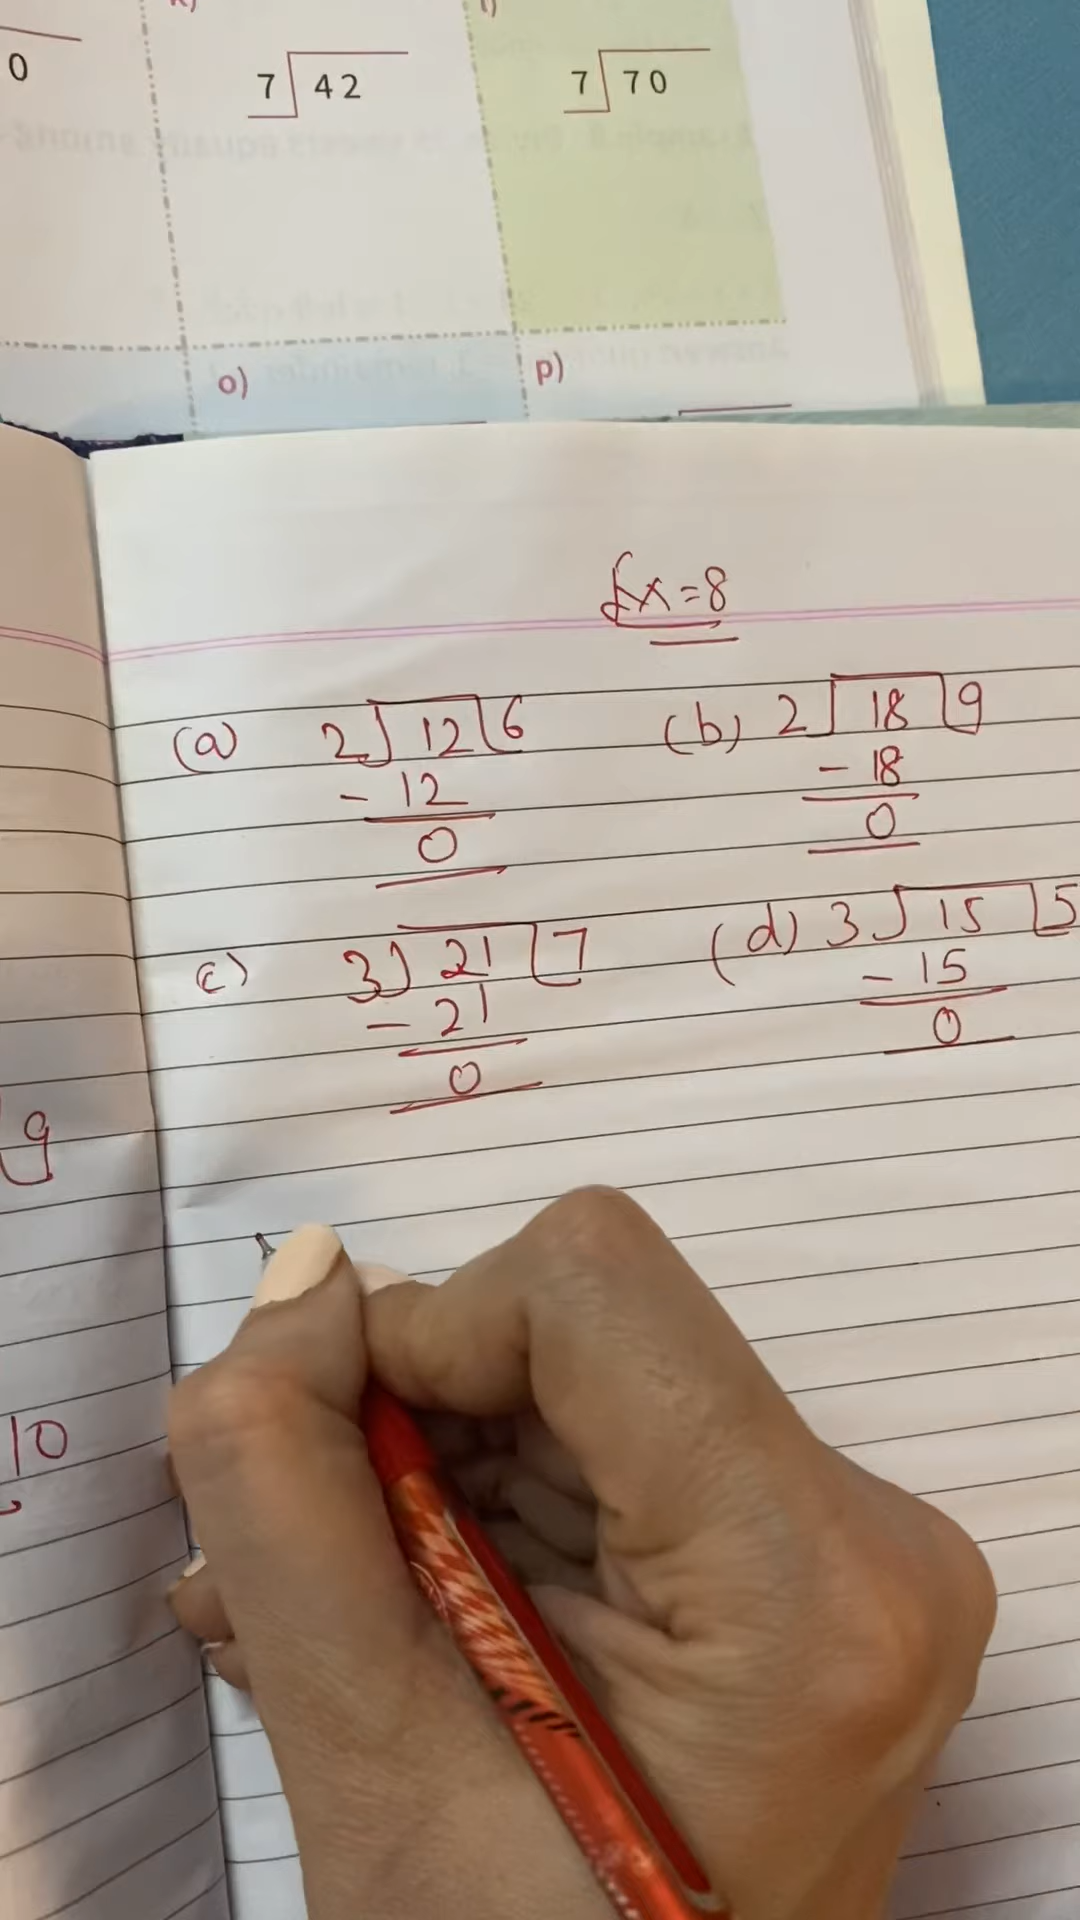 k) l)
0 7 42 7 70
o) p)
Ex=8
(a) 2 12 6 (b) 2 18 9
- 12 - 18
0 0
c) 3 21 7 (d) 3 15 5
- 21 - 15
0 0
9
10